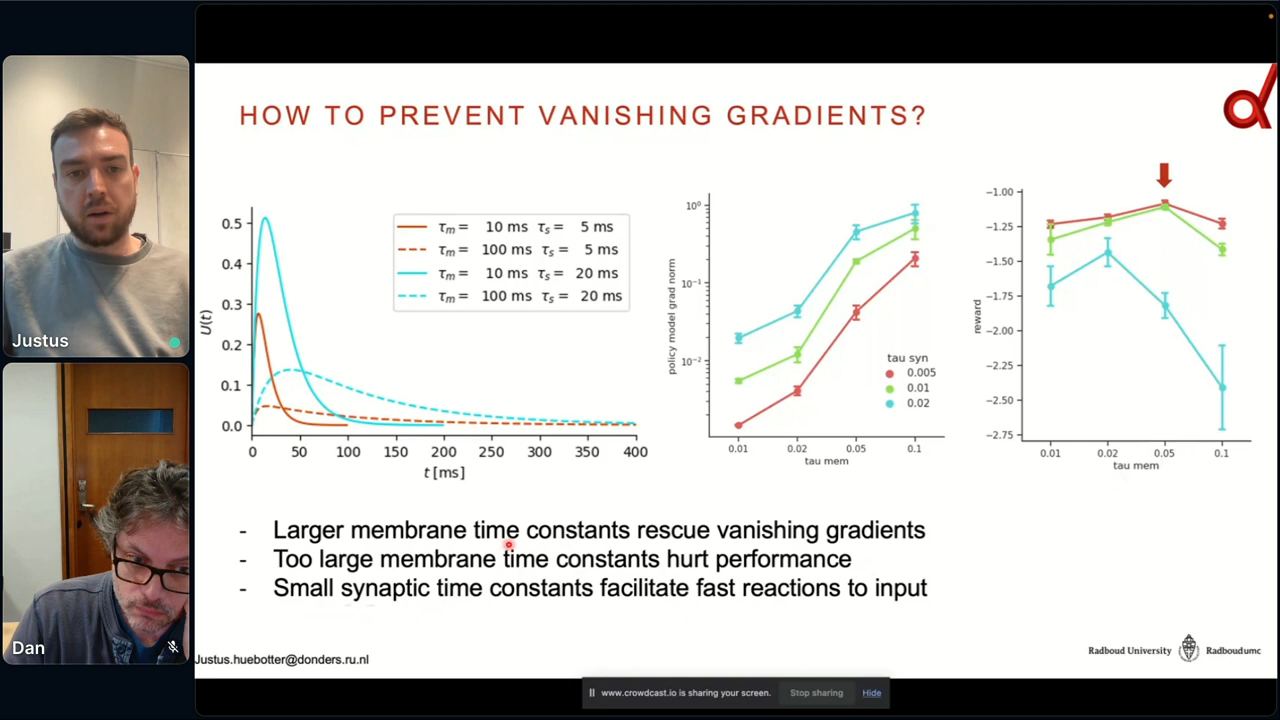 HOW TO PREVENT VANISHING GRADIENTS?
U(t)
0.5
0.4
0.3
0.2
0.1
0.0
τm = 10 ms τs = 5 ms
τm = 100 ms τs = 5 ms
τm = 10 ms τs = 20 ms
τm = 100 ms τs = 20 ms
0 50 100 150 200 250 300 350 400
t [ms]
policy model grad norm
10⁰
10⁻¹
10⁻²
tau syn
0.005
0.01
0.02
0.01 0.02 0.05 0.1
tau mem
reward
−1.00
−1.25
−1.50
−1.75
−2.00
−2.25
−2.50
−2.75
0.01 0.02 0.05 0.1
tau mem
- Larger membrane time constants rescue vanishing gradients
- Too large membrane time constants hurt performance
- Small synaptic time constants facilitate fast reactions to input
Justus.huebotter@donders.ru.nl
Radboud University Radboudumc
Justus
Dan
www.crowdcast.io is sharing your screen. Stop sharing Hide